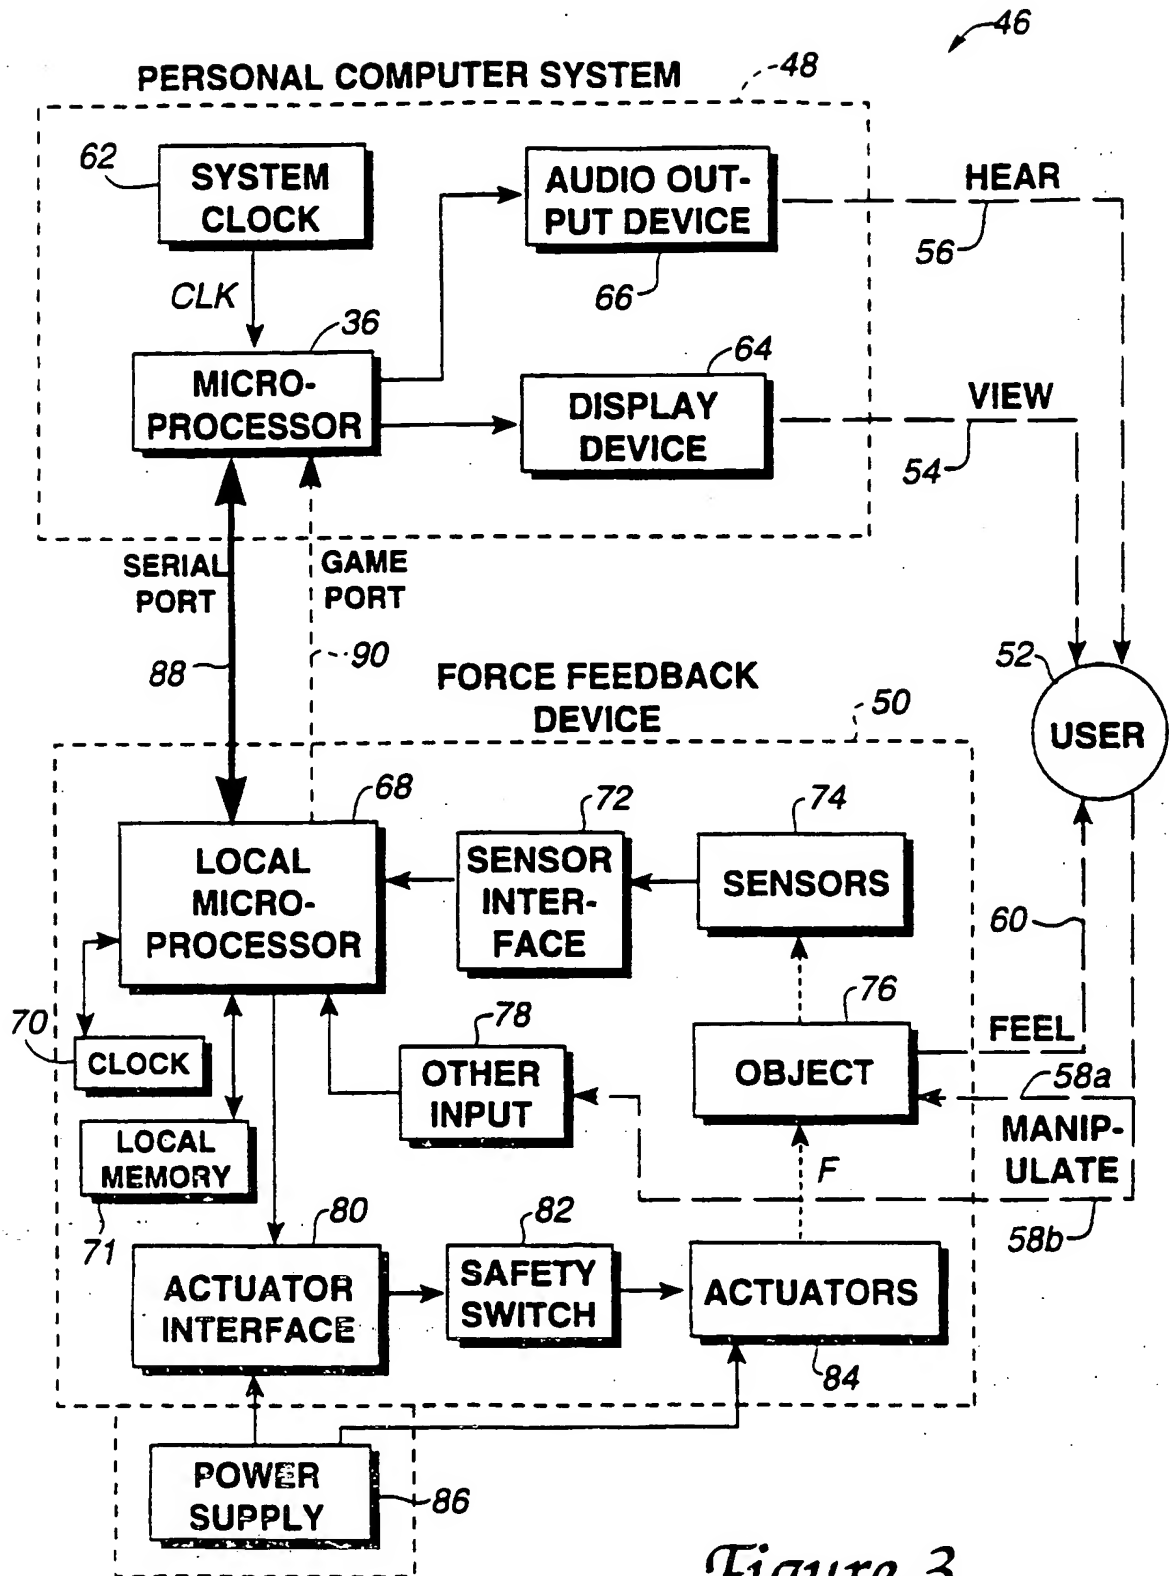 46
PERSONAL COMPUTER SYSTEM
48
62
SYSTEM
CLOCK
AUDIO OUT-
PUT DEVICE
66
HEAR
56
CLK
36
MICRO-
PROCESSOR
64
DISPLAY
DEVICE
VIEW
54
SERIAL
PORT
88
GAME
PORT
90
FORCE FEEDBACK
DEVICE
50
52
USER
68
LOCAL
MICRO-
PROCESSOR
72
SENSOR
INTER-
FACE
74
SENSORS
60
70
CLOCK
78
OTHER
INPUT
76
OBJECT
FEEL
58a
MANIP-
ULATE
58b
LOCAL
MEMORY
71
F
80
ACTUATOR
INTERFACE
82
SAFETY
SWITCH
ACTUATORS
84
POWER
SUPPLY
86
Figure 3